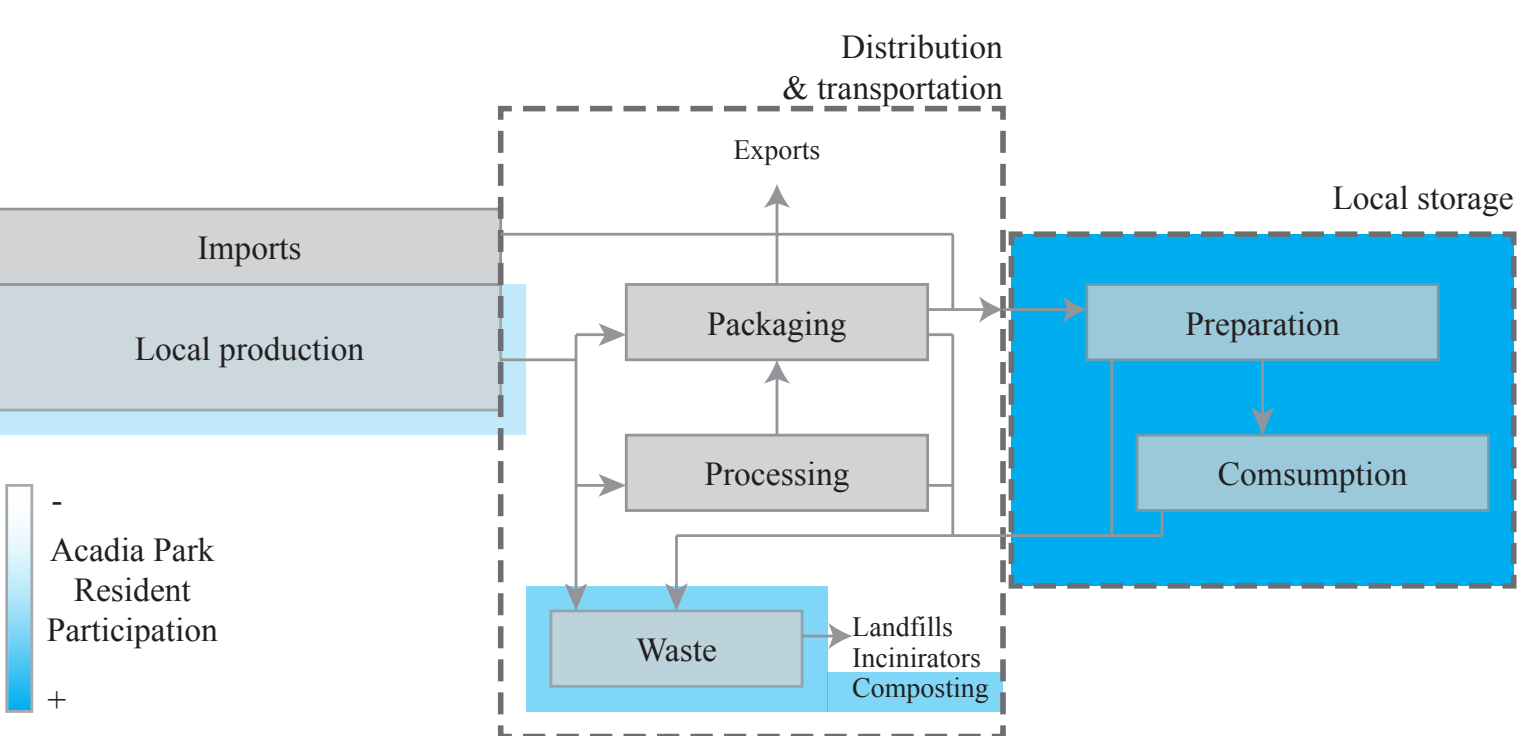 Distribution
& transportation
Exports
Local storage
Imports
Packaging
Preparation
Local production
Processing
Comsumption
-
Acadia Park
Resident
Participation
+
Waste
Landfills
Incinirators
Composting